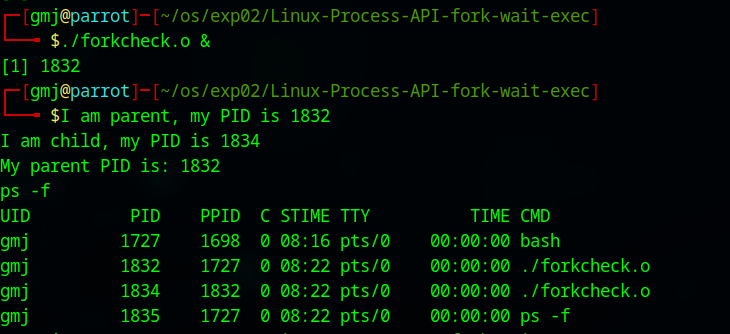 ┌─[gmj@parrot]─[~/os/exp02/Linux-Process-API-fork-wait-exec]
└──╼ $./forkcheck.o &
[1] 1832
┌─[gmj@parrot]─[~/os/exp02/Linux-Process-API-fork-wait-exec]
└──╼ $I am parent, my PID is 1832
I am child, my PID is 1834
My parent PID is: 1832
ps -f
UID          PID    PPID  C STIME TTY          TIME CMD
gmj         1727    1698  0 08:16 pts/0    00:00:00 bash
gmj         1832    1727  0 08:22 pts/0    00:00:00 ./forkcheck.o
gmj         1834    1832  0 08:22 pts/0    00:00:00 ./forkcheck.o
gmj         1835    1727  0 08:22 pts/0    00:00:00 ps -f